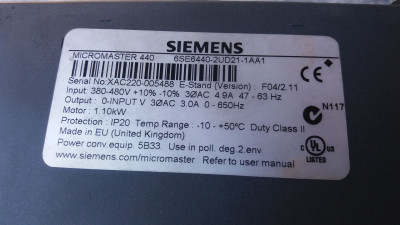 SIEMENS
MICROMASTER 440 6SE6440-2UD21-1AA1
Serial No:XAC220-005488 E-Stand (Version) F04/2.11
Input: 380-480V +10% -10% 3ØAC 4.9A 47 - 63 Hz
Output : 0-INPUT V 3ØAC 3.0A 0 - 650Hz
Motor : 1.10kW
Protection : IP20 Temp Range : -10 - +50°C Duty Class II
Made in EU (United Kingdom)
Power conv.equip. 5B33. Use in poll. deg.2.env.
www.siemens.com/micromaster Refer to user manual
CE
N117
C UL US
LISTED